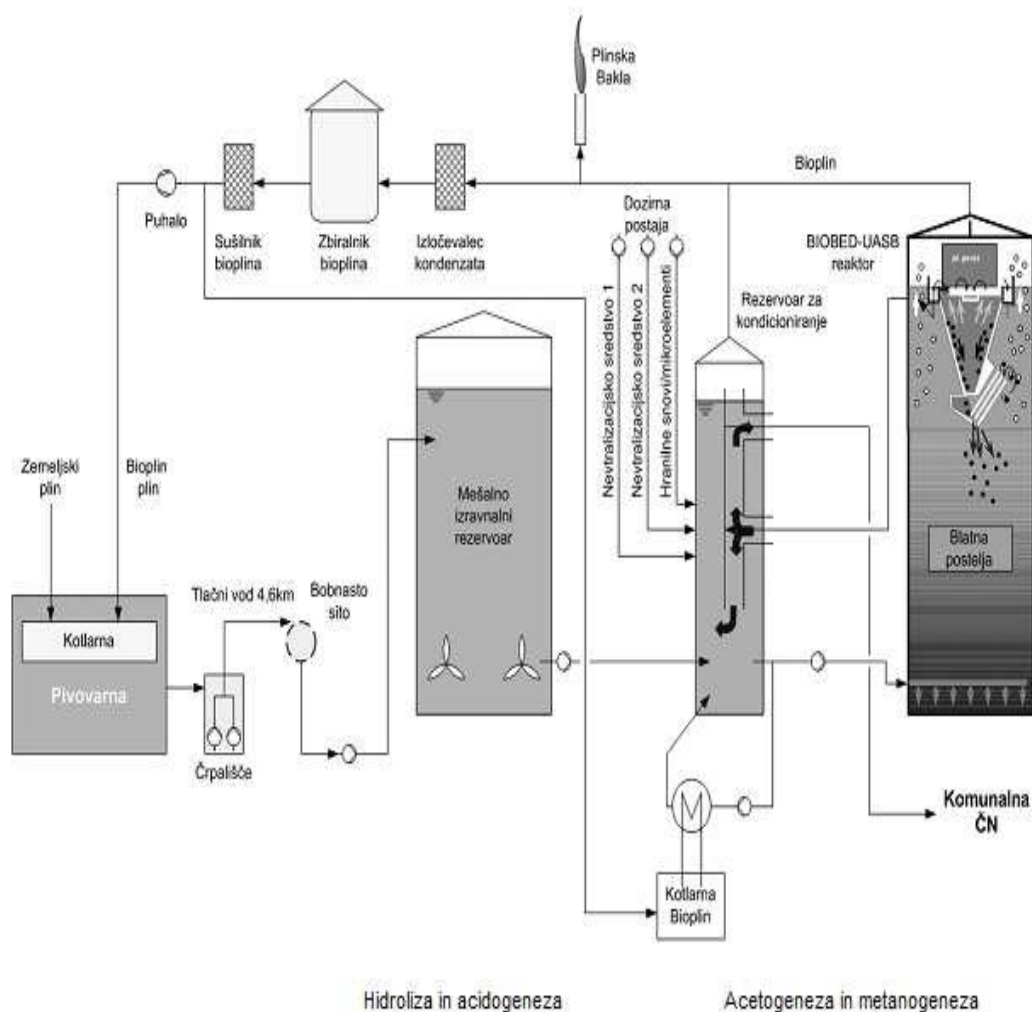 Plinska
Bakla
Bioplin
Puhalo
Sušilnik
bioplina
Zbiralnik
bioplina
Izločevalec
kondenzata
Dozirna
postaja
BIOBED-UASB
reaktor
Nevtralizacijsko sredstvo 1
Nevtralizacijsko sredstvo 2
Hranilne snovi/mikroelementi
Rezervoar za
kondicioniranje
Zemeljski
plin
Bioplin
plin
Mešalno
izravnalni
rezervoar
Blatna
postelja
Tlačni vod 4,6km
Bobnasto
sito
Kotlarna
Pivovarna
Črpališče
M
Komunalna
ČN
Kotlarna
Bioplin
Hidroliza in acidogeneza
Acetogeneza in metanogeneza